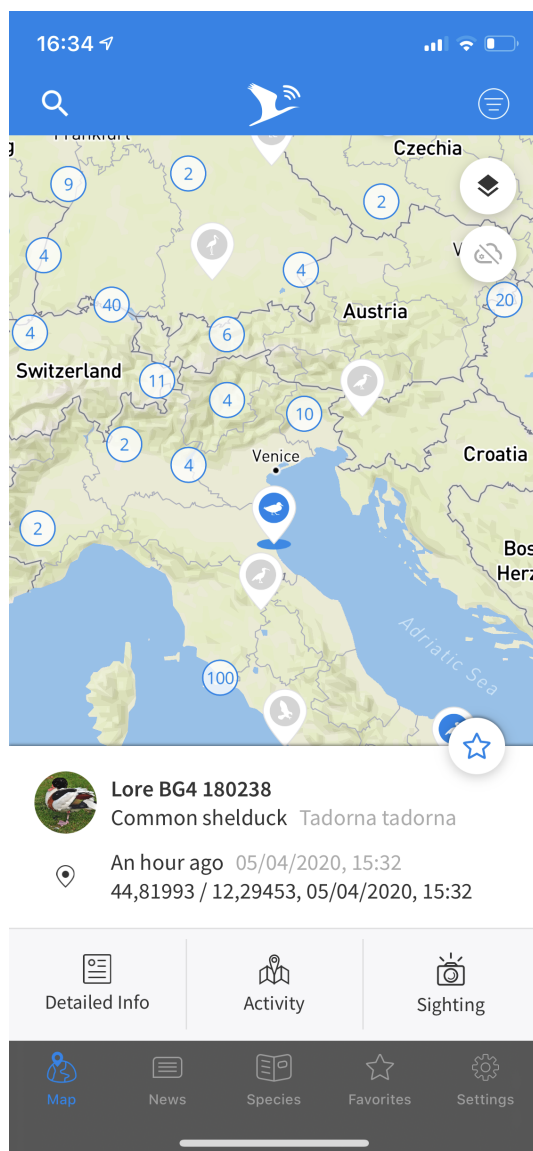 16:34
Frankfurt
Czechia
9
2
2
4
4
20
40
4
Austria
6
Switzerland
11
4
10
2
Venice
Croatia
4
2
Bos
Herz
Adriatic Sea
100
Lore BG4 180238
Common shelduck Tadorna tadorna
An hour ago 05/04/2020, 15:32
44,81993 / 12,29453, 05/04/2020, 15:32
Detailed Info
Activity
Sighting
Map
News
Species
Favorites
Settings